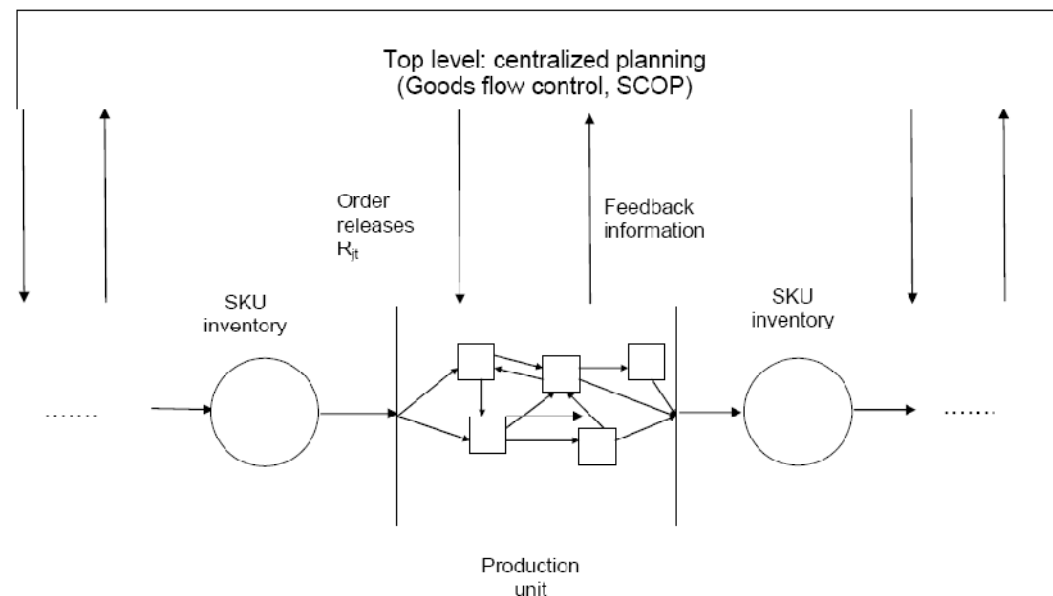 Top level: centralized planning
(Goods flow control, SCOP)
Order
releases
Rjt
Feedback
information
SKU
inventory
SKU
inventory
.......
.......
Production
unit